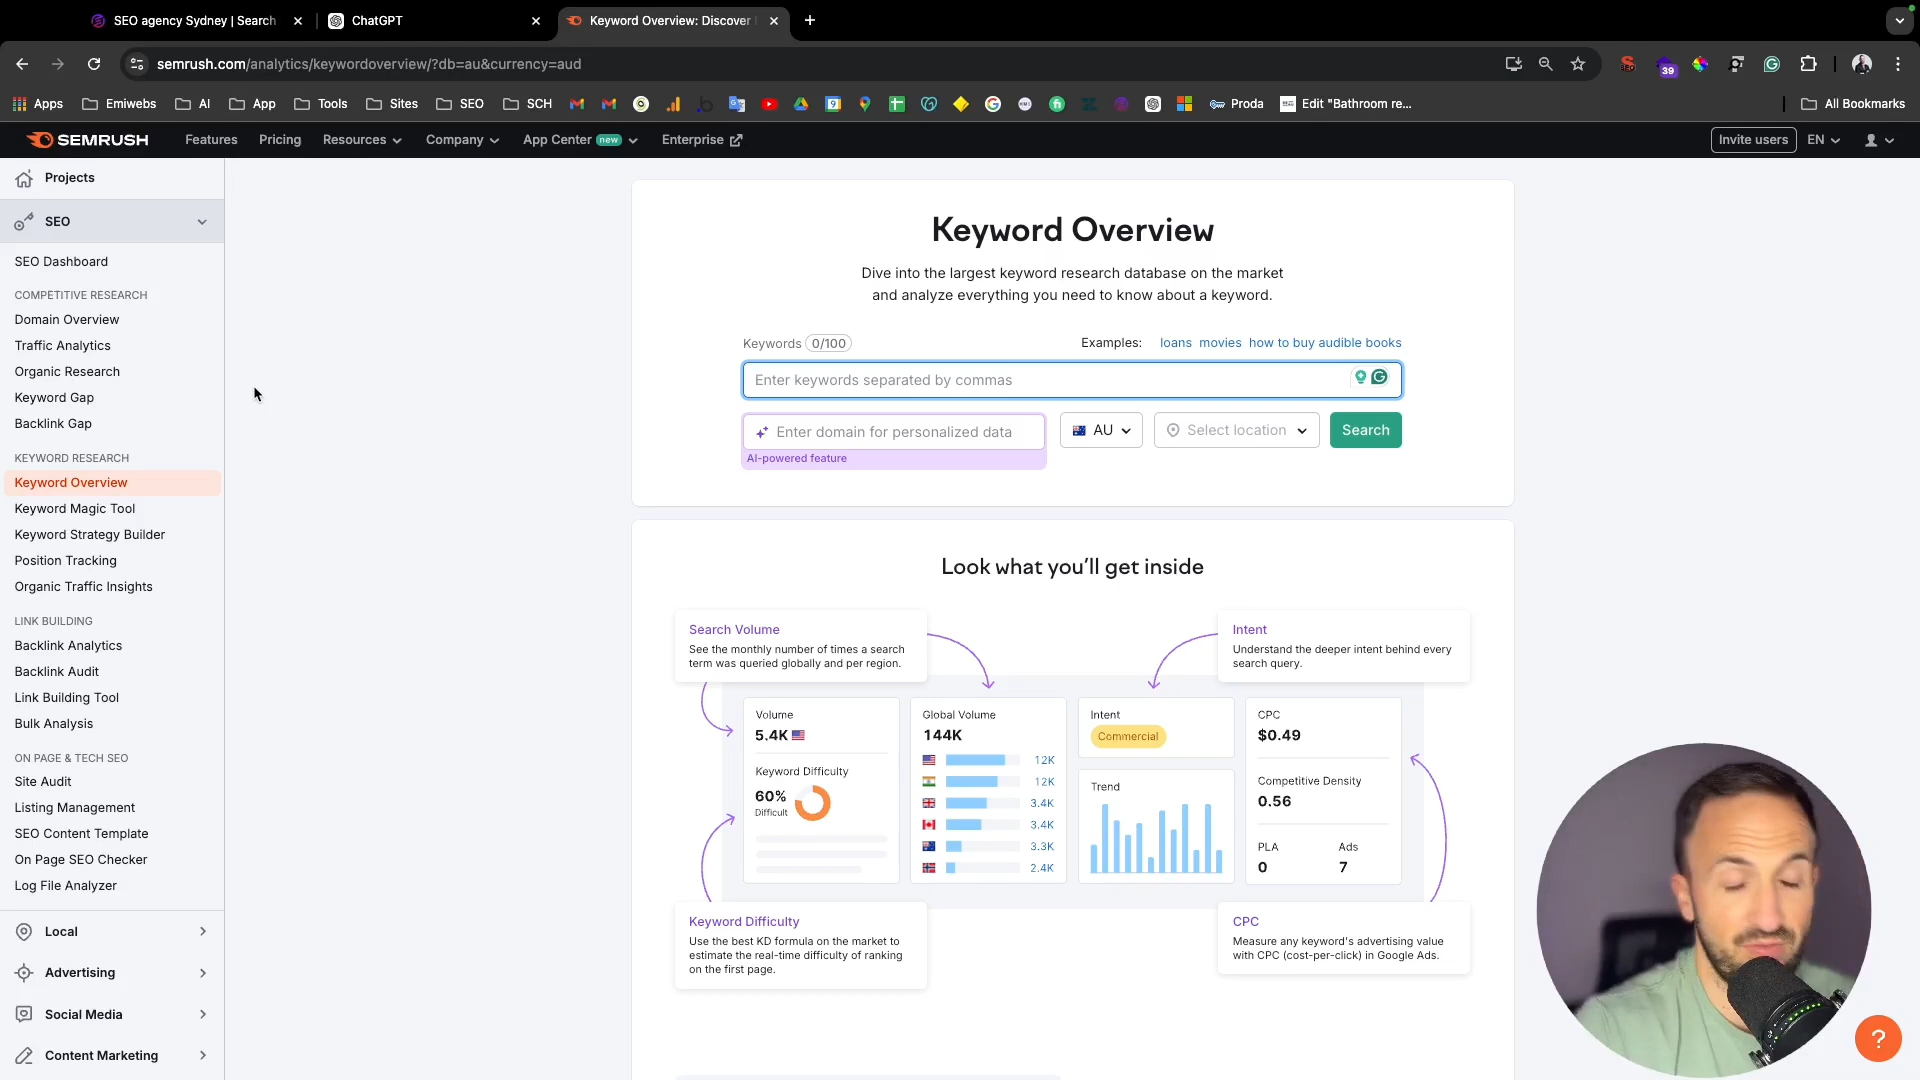 SEO agency Sydney | Search
ChatGPT
Keyword Overview: Discover
semrush.com/analytics/keywordoverview/?db=au&currency=aud
39
Apps
Emiwebs
AI
App
Tools
Sites
SEO
SCH
Proda
Edit "Bathroom re...
All Bookmarks
SEMRUSH
Features
Pricing
Resources
Company
App Center new
Enterprise
Invite users
EN
Projects
SEO
SEO Dashboard
COMPETITIVE RESEARCH
Domain Overview
Traffic Analytics
Organic Research
Keyword Gap
Backlink Gap
KEYWORD RESEARCH
Keyword Overview
Keyword Magic Tool
Keyword Strategy Builder
Position Tracking
Organic Traffic Insights
LINK BUILDING
Backlink Analytics
Backlink Audit
Link Building Tool
Bulk Analysis
ON PAGE & TECH SEO
Site Audit
Listing Management
SEO Content Template
On Page SEO Checker
Log File Analyzer
Local
Advertising
Social Media
Content Marketing
Keyword Overview
Dive into the largest keyword research database on the market
and analyze everything you need to know about a keyword.
Keywords 0/100
Examples: loans movies how to buy audible books
Enter keywords separated by commas
Enter domain for personalized data
AI-powered feature
AU
Select location
Search
Look what you'll get inside
Search Volume
See the monthly number of times a search
term was queried globally and per region.
Intent
Understand the deeper intent behind every
search query.
Volume
5.4K
Keyword Difficulty
60%
Difficult
Global Volume
144K
12K
12K
3.4K
3.4K
3.3K
2.4K
Intent
Commercial
Trend
CPC
$0.49
Competitive Density
0.56
PLA
0
Ads
7
Keyword Difficulty
Use the best KD formula on the market to
estimate the real-time difficulty of ranking
on the first page.
CPC
Measure any keyword's advertising value
with CPC (cost-per-click) in Google Ads.
?